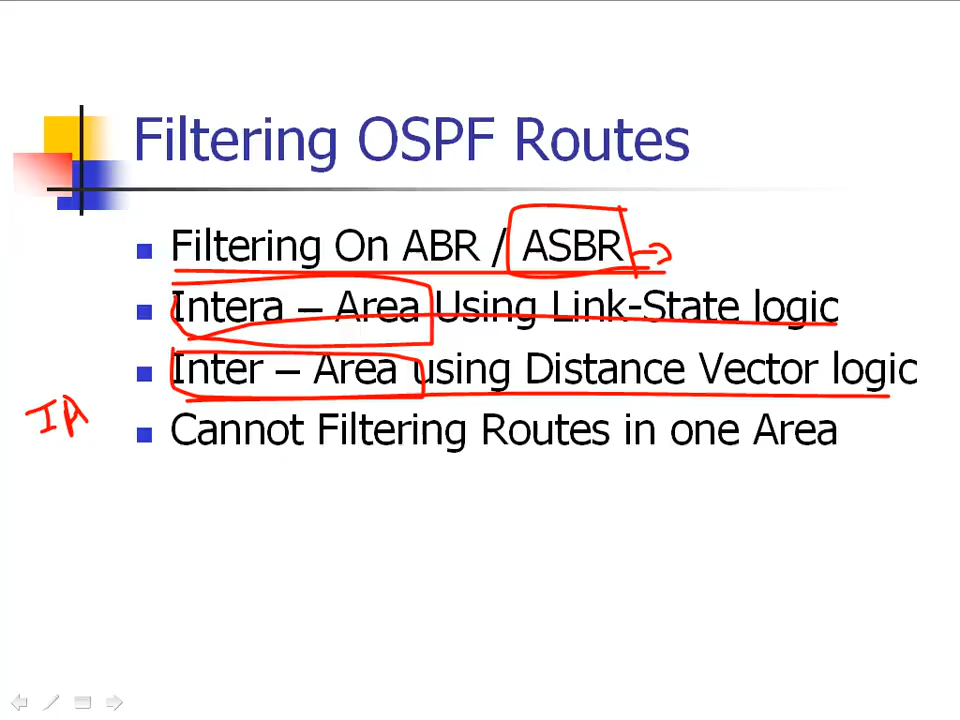 Filtering OSPF Routes
Filtering On ABR / ASBR
Intera – Area Using Link-State logic
Inter – Area using Distance Vector logic
IA
Cannot Filtering Routes in one Area